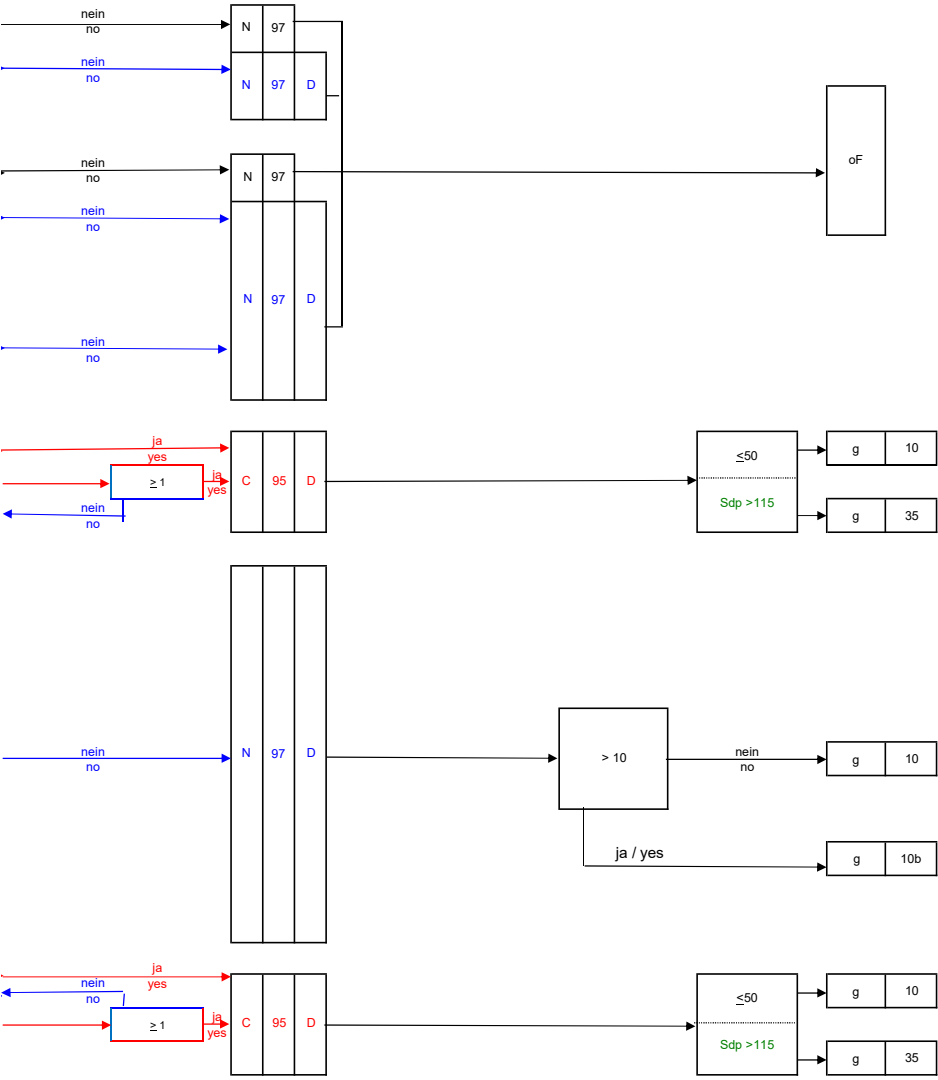 nein
no
N 97
nein
no
N 97 D
nein
no
N 97
oF
nein
no
N 97 D
nein
no
ja
yes
≥ 1
ja
yes
C 95 D
nein
no
≤50
Sdp >115
g 10
g 35
nein
no
N 97 D
> 10
nein
no
g 10
ja / yes
g 10b
ja
yes
nein
no
≥ 1
ja
yes
C 95 D
≤50
Sdp >115
g 10
g 35